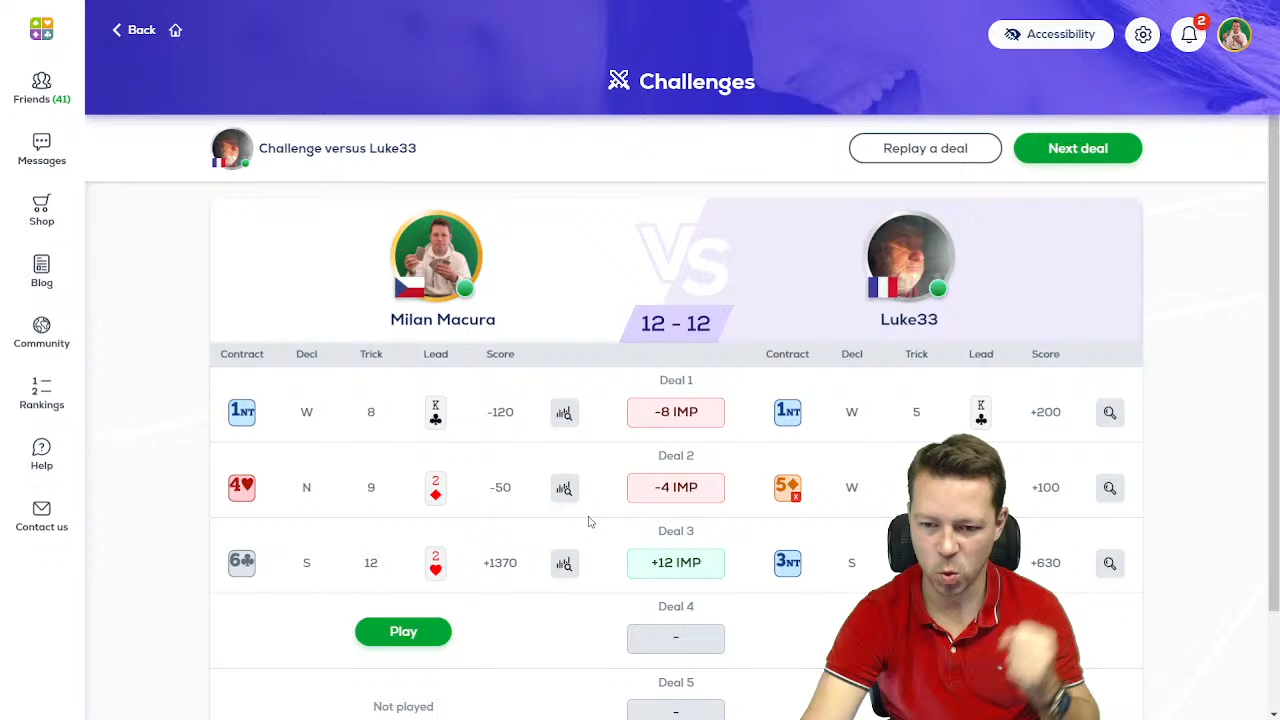 Back
Accessibility
2
Challenges
Friends (41)
Messages
Shop
Blog
Community
1
2
Rankings
Help
Contact us
Challenge versus Luke33
Replay a deal
Next deal
VS
Milan Macura
12 - 12
Luke33
Contract Decl Trick Lead Score Contract Decl Trick Lead Score
Deal 1
1NT W 8 K♣ -120 -8 IMP 1NT W 5 K♣ +200
Deal 2
4♥ N 9 2♦ -50 -4 IMP 5♦ X W +100
Deal 3
6♣ S 12 2♥ +1370 +12 IMP 3NT S +630
Deal 4
Play -
Deal 5
Not played -